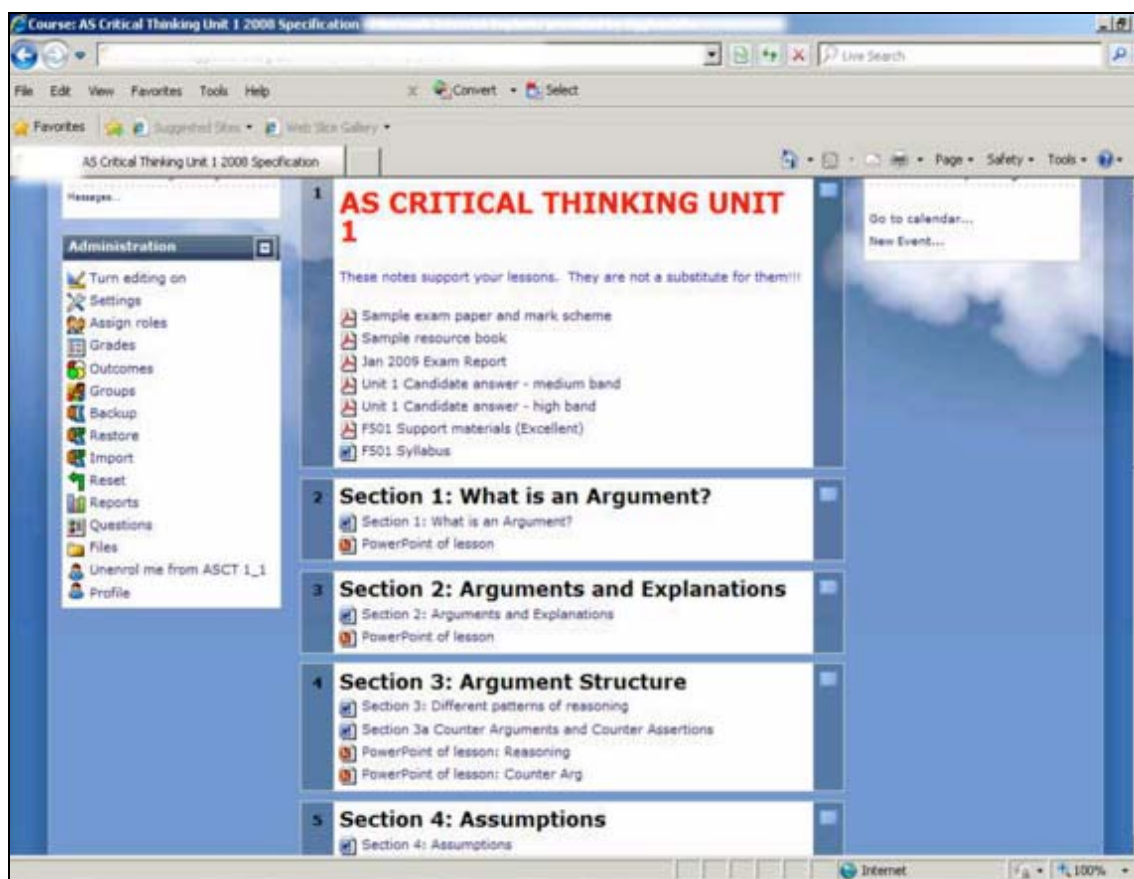 Course: AS Critical Thinking Unit 1 2008 Specification
Live Search
File Edit View Favorites Tools Help x Convert Select
Favorites Suggested Sites Web Slice Gallery
AS Critical Thinking Unit 1 2008 Specification
Page Safety Tools
Messages...
Administration
Turn editing on
Settings
Assign roles
Grades
Outcomes
Groups
Backup
Restore
Import
Reset
Reports
Questions
Files
Unenrol me from ASCT 1_1
Profile
1
AS CRITICAL THINKING UNIT
1
These notes support your lessons. They are not a substitute for them!!!
Sample exam paper and mark scheme
Sample resource book
Jan 2009 Exam Report
Unit 1 Candidate answer - medium band
Unit 1 Candidate answer - high band
F501 Support materials (Excellent)
F501 Syllabus
2
Section 1: What is an Argument?
Section 1: What is an Argument?
PowerPoint of lesson
3
Section 2: Arguments and Explanations
Section 2: Arguments and Explanations
PowerPoint of lesson
4
Section 3: Argument Structure
Section 3: Different patterns of reasoning
Section 3a Counter Arguments and Counter Assertions
PowerPoint of lesson: Reasoning
PowerPoint of lesson: Counter Arg
5
Section 4: Assumptions
Section 4: Assumptions
Go to calendar...
New Event...
Internet
100%